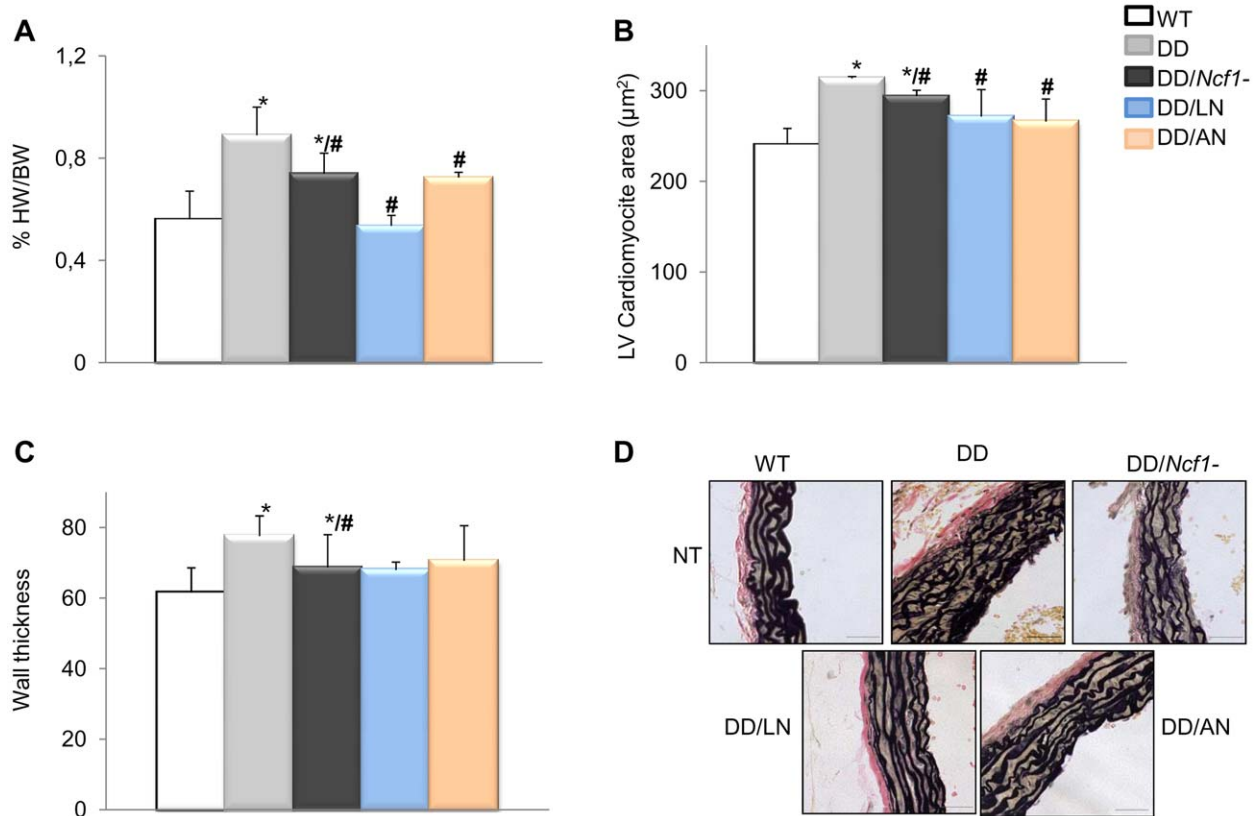 A
% HW/BW
1,2
0,8
0,4
0
*
*/#
#
#
B
LV Cardiomyocite area (µm²)
300
200
100
0
*
*/#
#
#
WT
DD
DD/Ncf1-
DD/LN
DD/AN
C
Wall thickness
80
60
40
20
0
*
*/#
D
WT
DD
DD/Ncf1-
NT
DD/LN
DD/AN